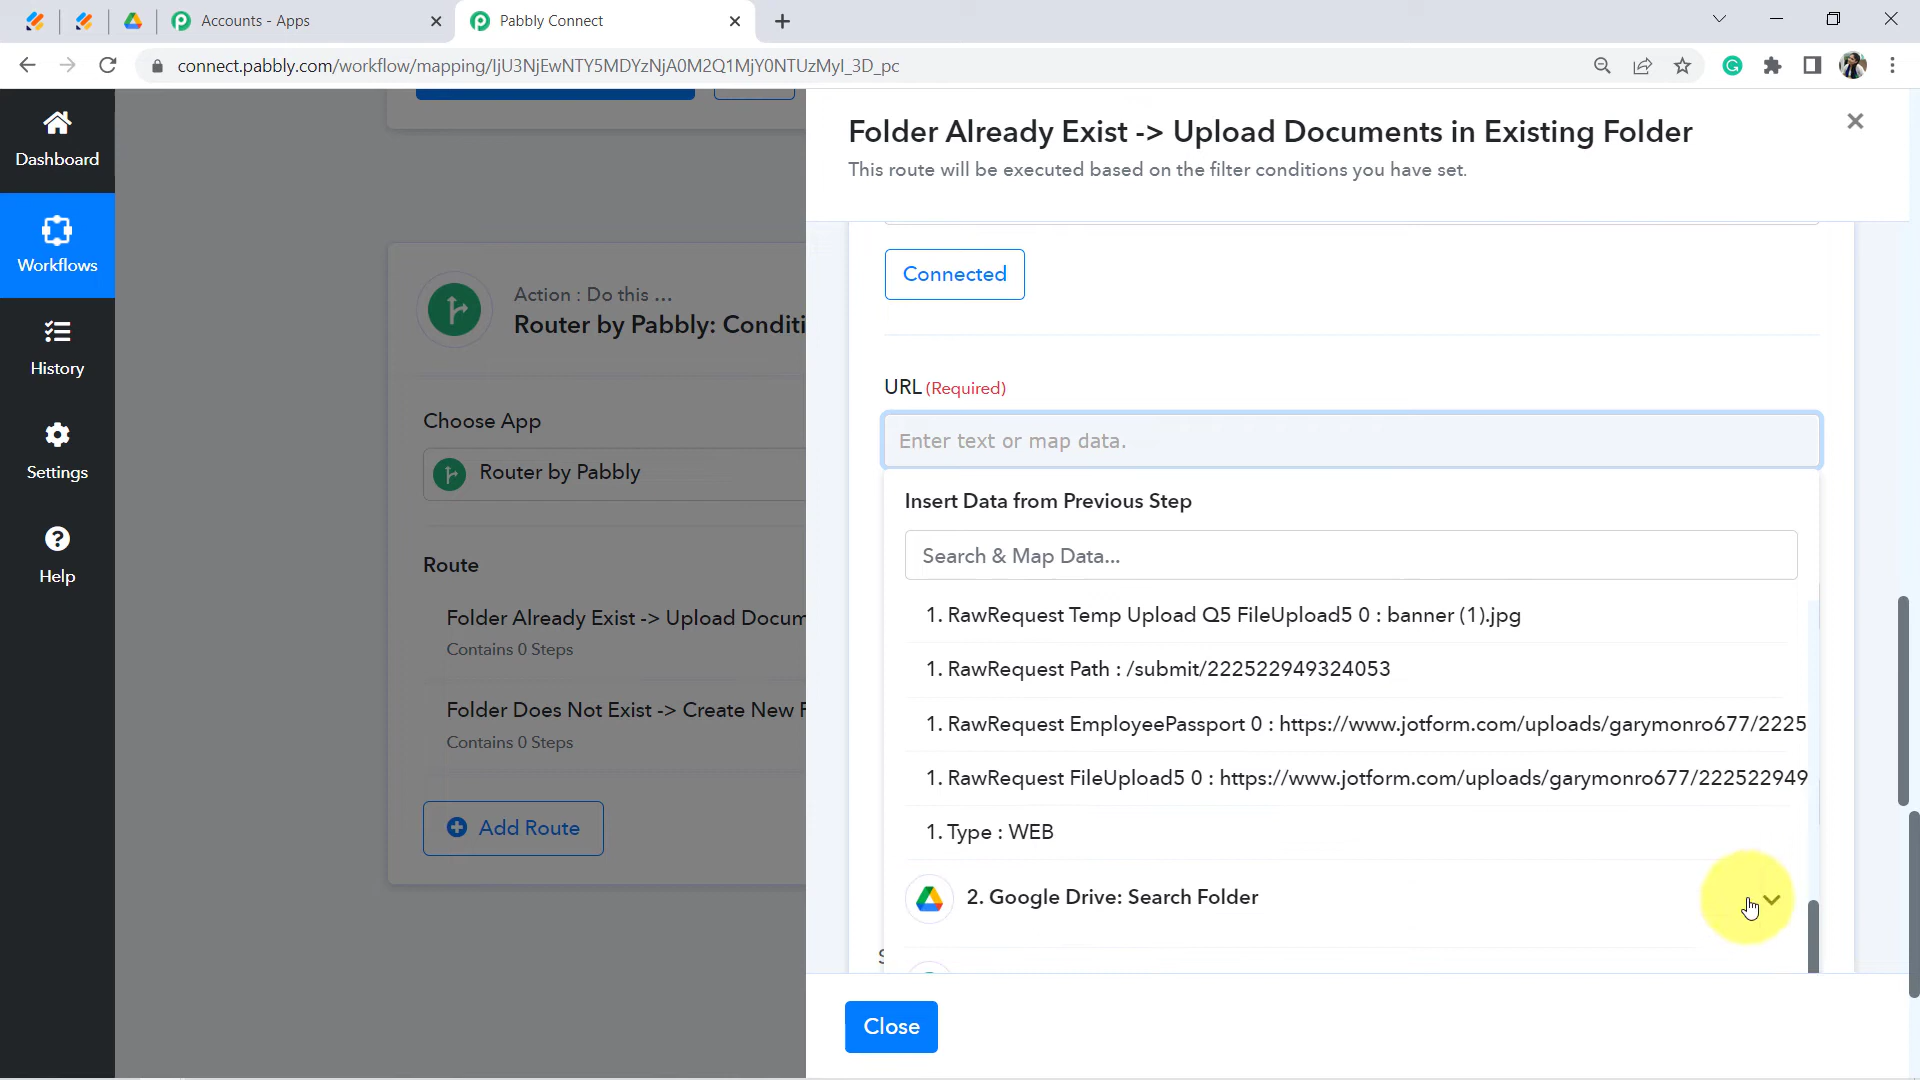 Accounts - Apps
Pabbly Connect
connect.pabbly.com/workflow/mapping/IjU3NjEwNTY5MDYzNjA0M2Q1MjY0NTUzMyI_3D_pc
Dashboard
Workflows
History
Settings
Help
Action : Do this ...
Router by Pabbly: Conditi
Choose App
Router by Pabbly
Route
Folder Already Exist -> Upload Docum
Contains 0 Steps
Folder Does Not Exist -> Create New F
Contains 0 Steps
Add Route
Folder Already Exist -> Upload Documents in Existing Folder
This route will be executed based on the filter conditions you have set.
Connected
URL (Required)
Enter text or map data.
Insert Data from Previous Step
Search & Map Data...
1. RawRequest Temp Upload Q5 FileUpload5 0 : banner (1).jpg
1. RawRequest Path : /submit/222522949324053
1. RawRequest EmployeePassport 0 : https://www.jotform.com/uploads/garymonro677/2225
1. RawRequest FileUpload5 0 : https://www.jotform.com/uploads/garymonro677/222522949
1. Type : WEB
2. Google Drive: Search Folder
Close